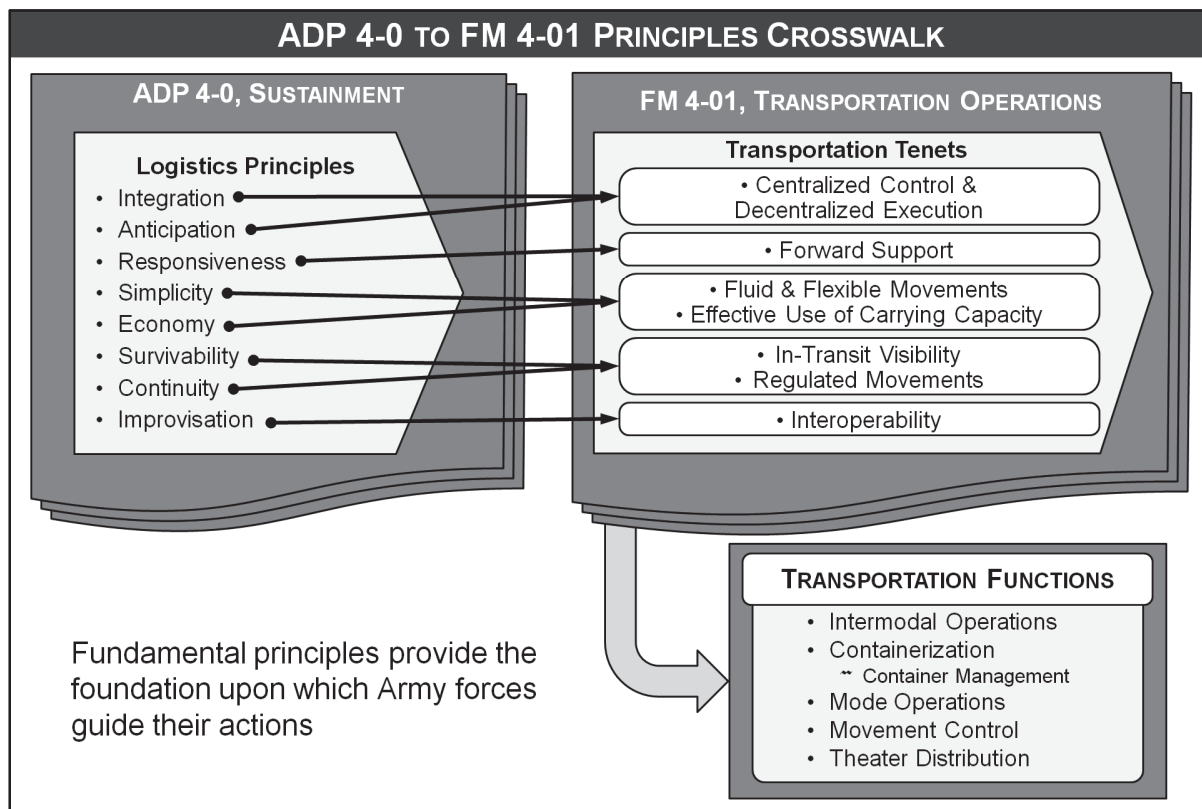 ADP 4-0 TO FM 4-01 PRINCIPLES CROSSWALK
ADP 4-0, SUSTAINMENT
Logistics Principles
• Integration
• Anticipation
• Responsiveness
• Simplicity
• Economy
• Survivability
• Continuity
• Improvisation
FM 4-01, TRANSPORTATION OPERATIONS
Transportation Tenets
• Centralized Control &
Decentralized Execution
• Forward Support
• Fluid & Flexible Movements
• Effective Use of Carrying Capacity
• In-Transit Visibility
• Regulated Movements
• Interoperability
TRANSPORTATION FUNCTIONS
• Intermodal Operations
• Containerization
~ Container Management
• Mode Operations
• Movement Control
• Theater Distribution
Fundamental principles provide the
foundation upon which Army forces
guide their actions